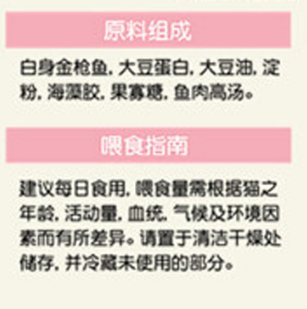 原料组成
白身金枪鱼, 大豆蛋白, 大豆油, 淀
粉, 海藻胶, 果寡糖, 鱼肉高汤。
喂食指南
建议每日食用, 喂食量需根据猫之
年龄, 活动量, 血统, 气候及环境因
素而有所差异。请置于清洁干燥处
储存, 并冷藏未使用的部分。